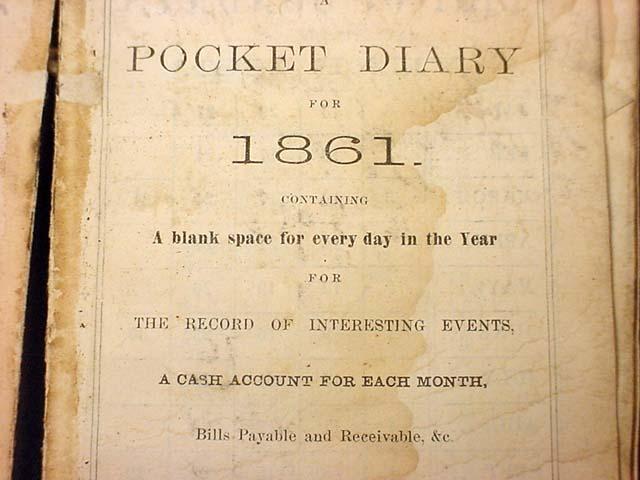 A
POCKET DIARY
FOR
1861.
CONTAINING
A blank space for every day in the Year
FOR
THE RECORD OF INTERESTING EVENTS,
A CASH ACCOUNT FOR EACH MONTH,
Bills Payable and Receivable, &c.